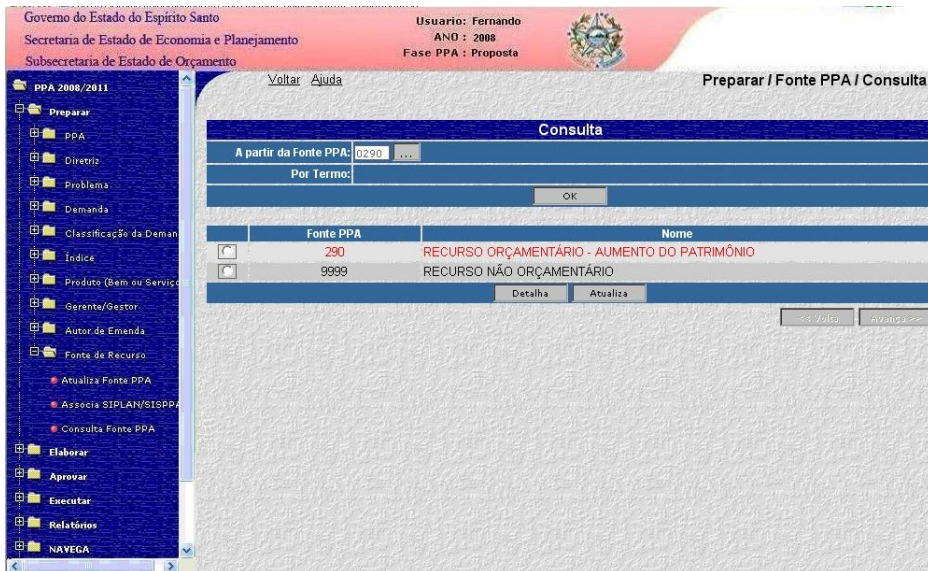 Governo do Estado do Espírito Santo
Secretaria de Estado de Economia e Planejamento
Subsecretaria de Estado de Orçamento
Usuario: Fernando
ANO : 2008
Fase PPA : Proposta
PPA 2008/2011
Preparar
PPA
Diretriz
Problema
Demanda
Classificação da Deman
Índice
Produto (Bem ou Serviço
Gerente/Gestor
Autor de Emenda
Fonte de Recurso
Atualiza Fonte PPA
Associa SIPLAN/SISPPA
Consulta Fonte PPA
Elaborar
Aprovar
Executar
Relatórios
NAVEGA
Voltar Ajuda
Preparar / Fonte PPA / Consulta
Consulta
A partir da Fonte PPA: 0290 ...
Por Termo:
OK
Fonte PPA Nome
290 RECURSO ORÇAMENTÁRIO - AUMENTO DO PATRIMÔNIO
9999 RECURSO NÃO ORÇAMENTÁRIO
Detalha Atualiza
<< Volta Avança >>